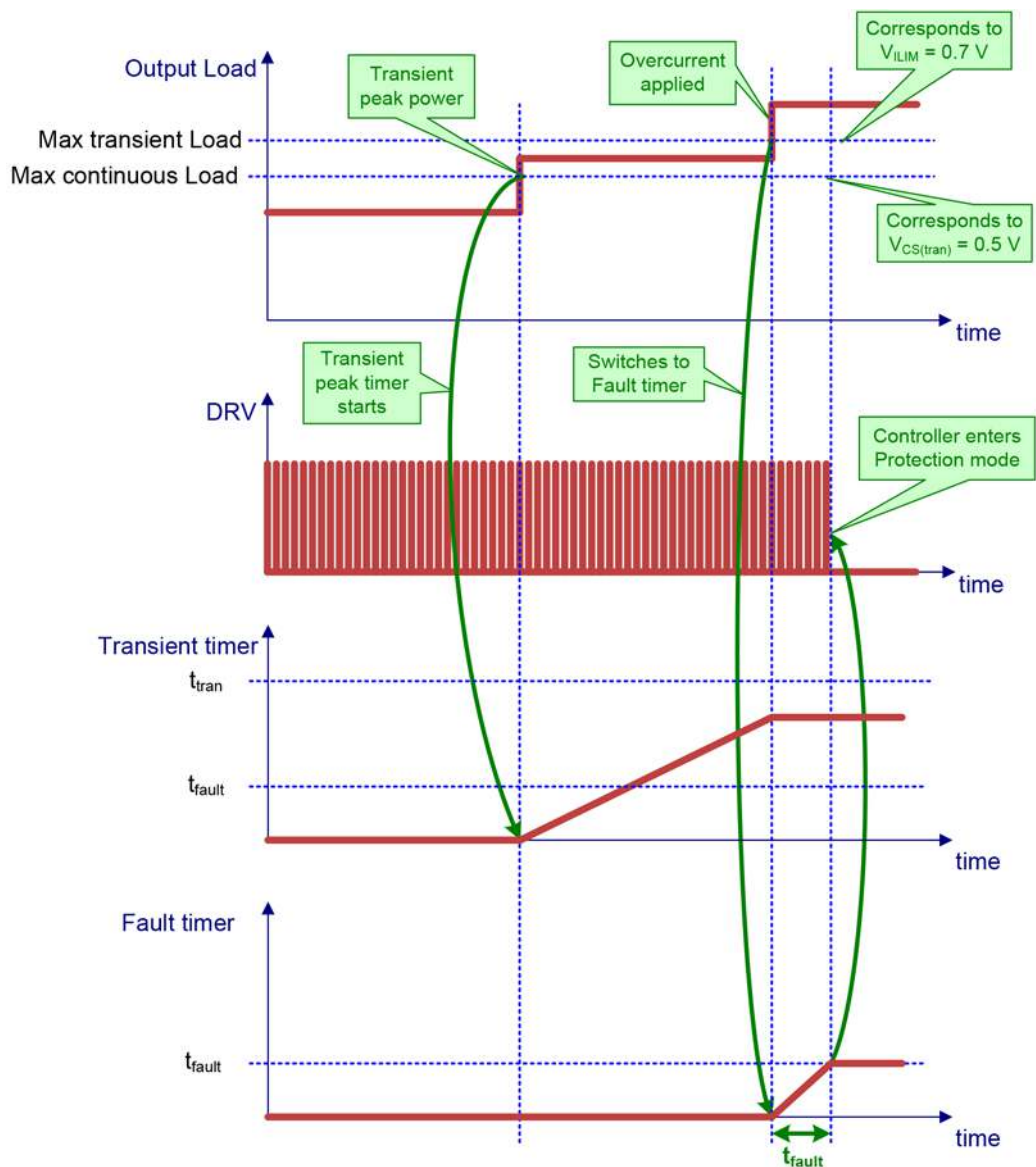 Output Load
Transient
peak power
Overcurrent
applied
Corresponds to
V_ILIM = 0.7 V
Max transient Load
Max continuous Load
Corresponds to
V_CS(tran) = 0.5 V
time
Transient
peak timer
starts
Switches to
Fault timer
DRV
Controller enters
Protection mode
time
Transient timer
t_tran
t_fault
time
Fault timer
t_fault
time
t_fault